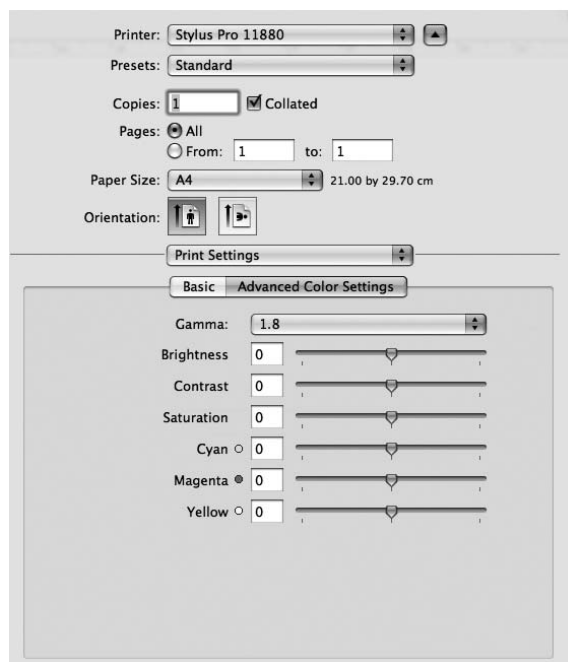 Printer: Stylus Pro 11880
Presets: Standard
Copies: 1 Collated
Pages: All
From: 1 to: 1
Paper Size: A4 21.00 by 29.70 cm
Orientation:
Print Settings
Basic Advanced Color Settings
Gamma: 1.8
Brightness 0
Contrast 0
Saturation 0
Cyan 0
Magenta 0
Yellow 0